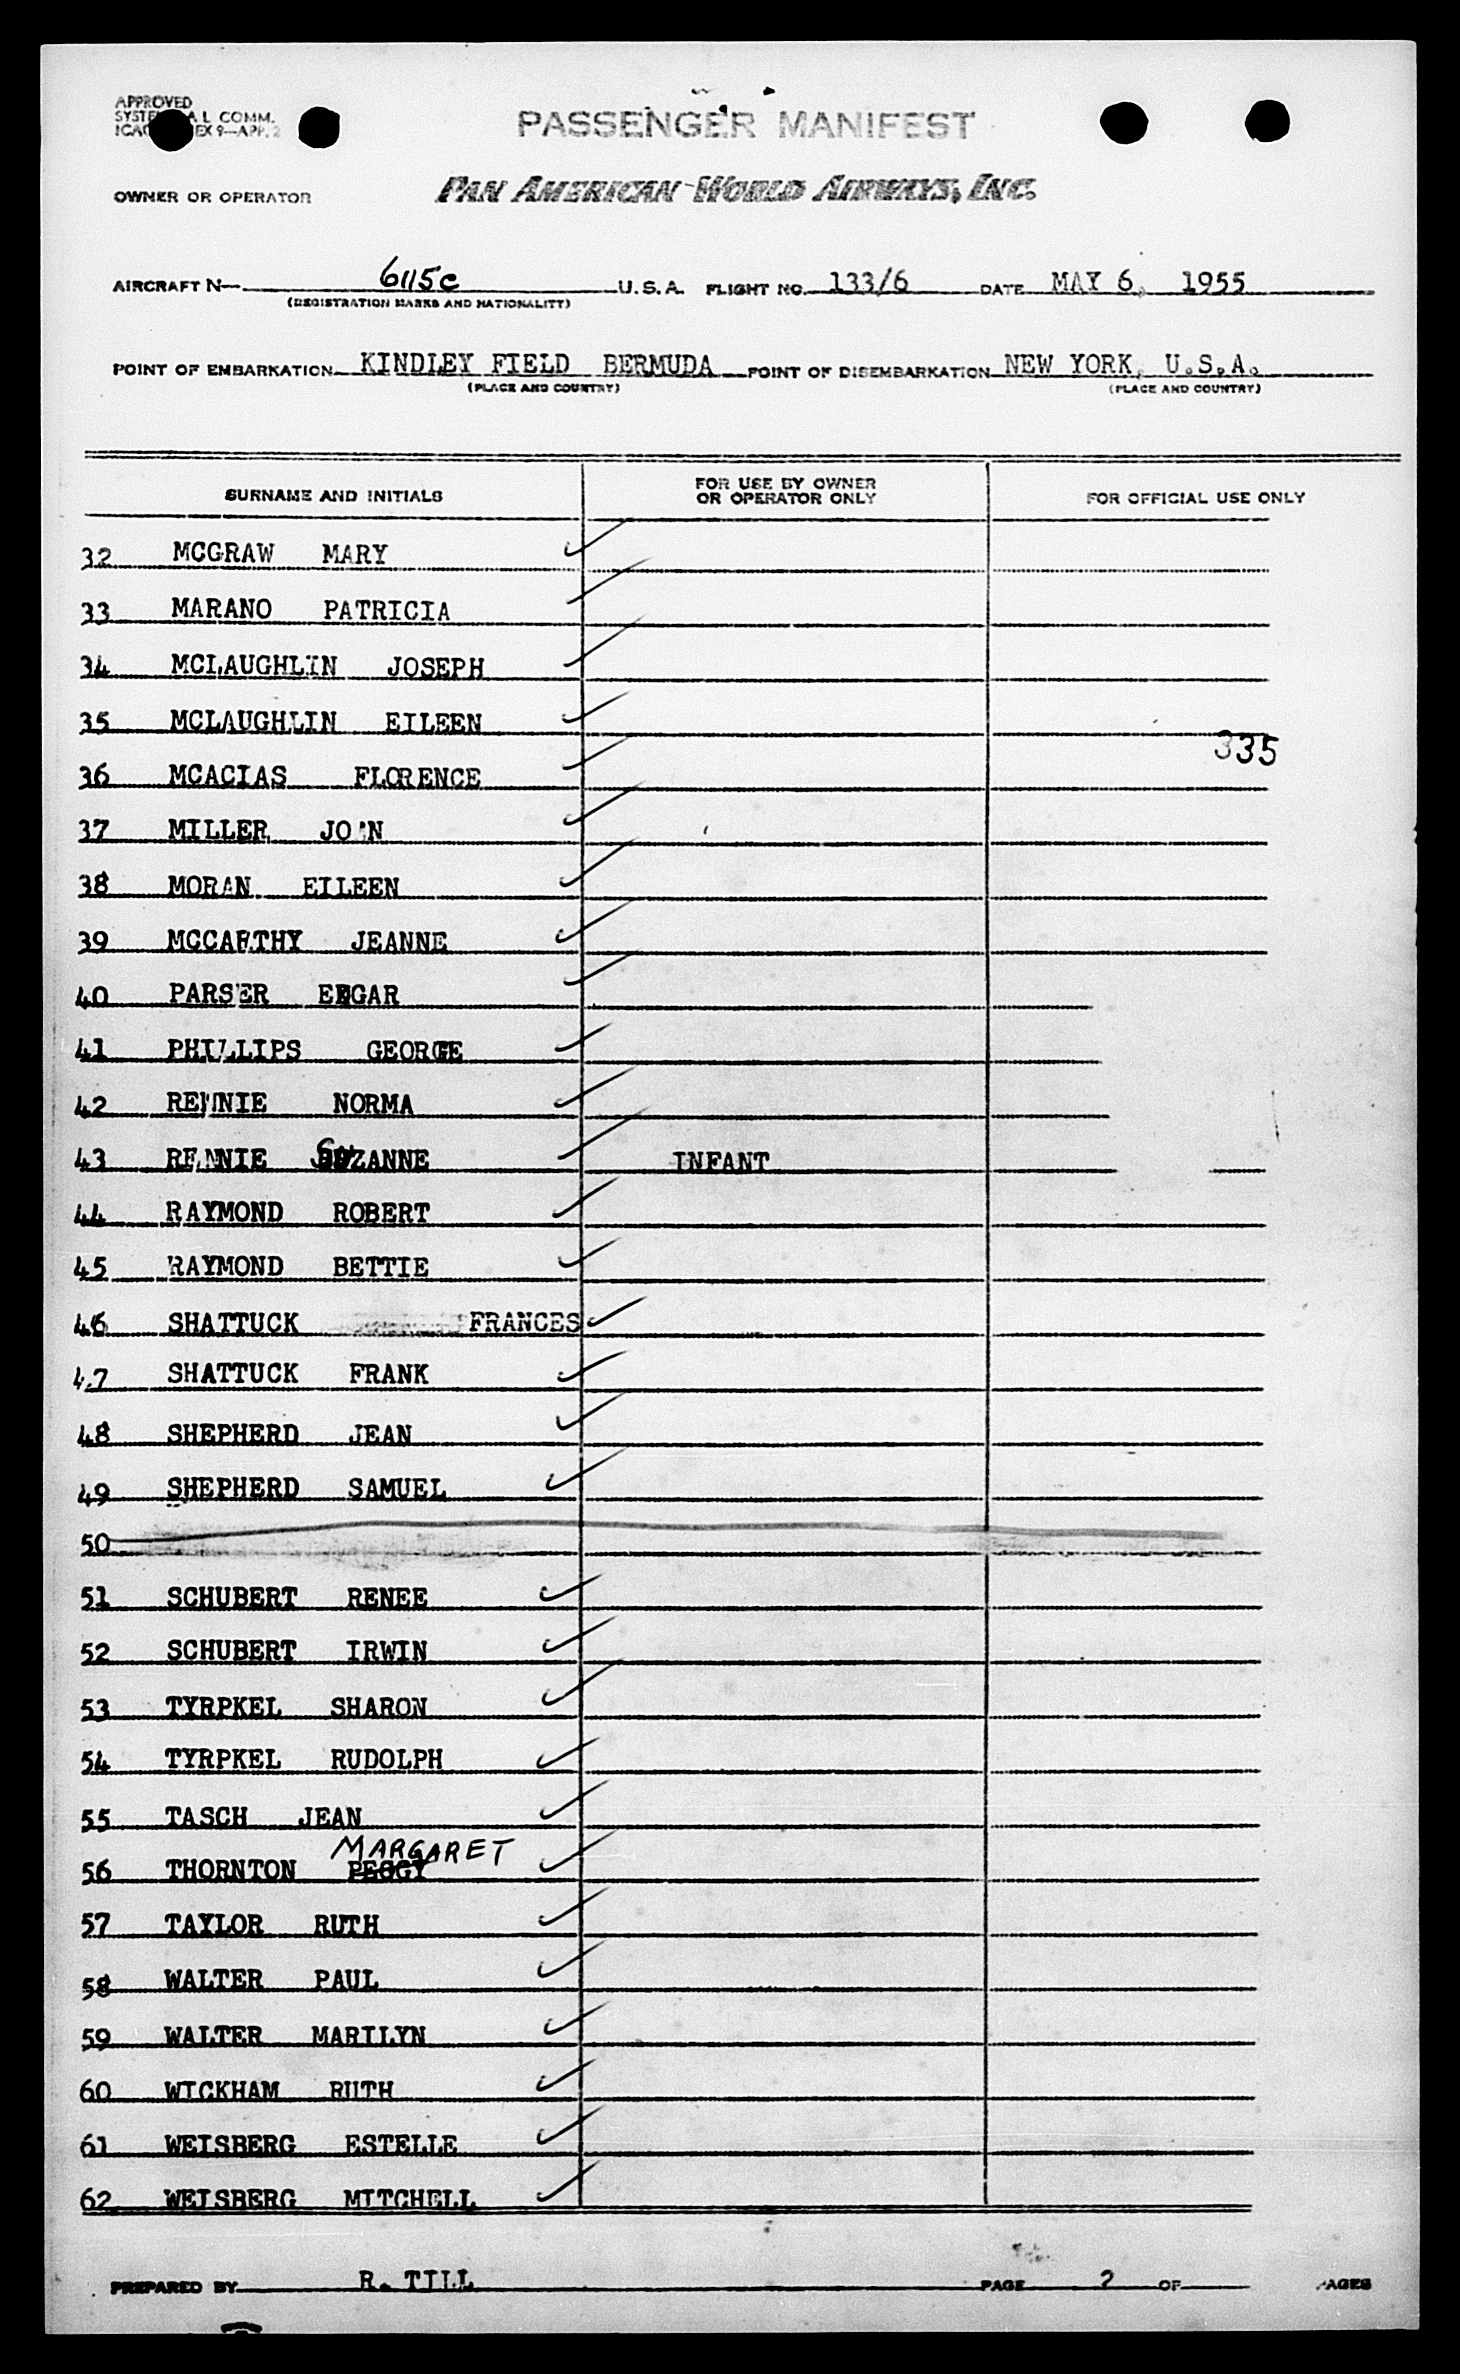 APPROVED
PASSENGER MANIFEST
OWNER OR OPERATOR PAN AMERICAN WORLD AIRWAYS, INC.
AIRCRAFT N— 6115C U.S.A. FLIGHT NO. 133/6 DATE MAY 6, 1955
(REGISTRATION MARKS AND NATIONALITY)
POINT OF EMBARKATION KINDLEY FIELD BERMUDA POINT OF DISEMBARKATION NEW YORK, U.S.A.
(PLACE AND COUNTRY) (PLACE AND COUNTRY)
SURNAME AND INITIALS FOR USE BY OWNER OR OPERATOR ONLY FOR OFFICIAL USE ONLY
32 MCGRAW MARY
33 MARANO PATRICIA
34 MCLAUGHLIN JOSEPH
35 MCLAUGHLIN EILEEN
335
36 MCACIAS FLORENCE
37 MILLER
38 MORAN EILEEN
39 MCCARTHY JEANNE
40 EDGAR
41 PHILLIPS GEORGE
42 RENNIE NORMA
43 RENNIE SUZANNE INFANT
44 RAYMOND ROBERT
45 RAYMOND BETTIE
46 SHATTUCK FRANCES
47 SHATTUCK FRANK
48 SHEPHERD JEAN
49 SHEPHERD SAMUEL
50
51 SCHUBERT RENEE
52 SCHUBERT IRWIN
53 TYRPKEL SHARON
54 TYRPKEL RUDOLPH
55 TASCH JEAN
MARGARET
56 THORNTON PEGGY
57 TAYLOR RUTH
58 WALTER PAUL
59 WALTER MARILYN
60 WICKHAM RUTH
61 WEISBERG ESTELLE
62 WEISBERG MITCHELL
PREPARED BY R. TILL PAGE 2 OF PAGES